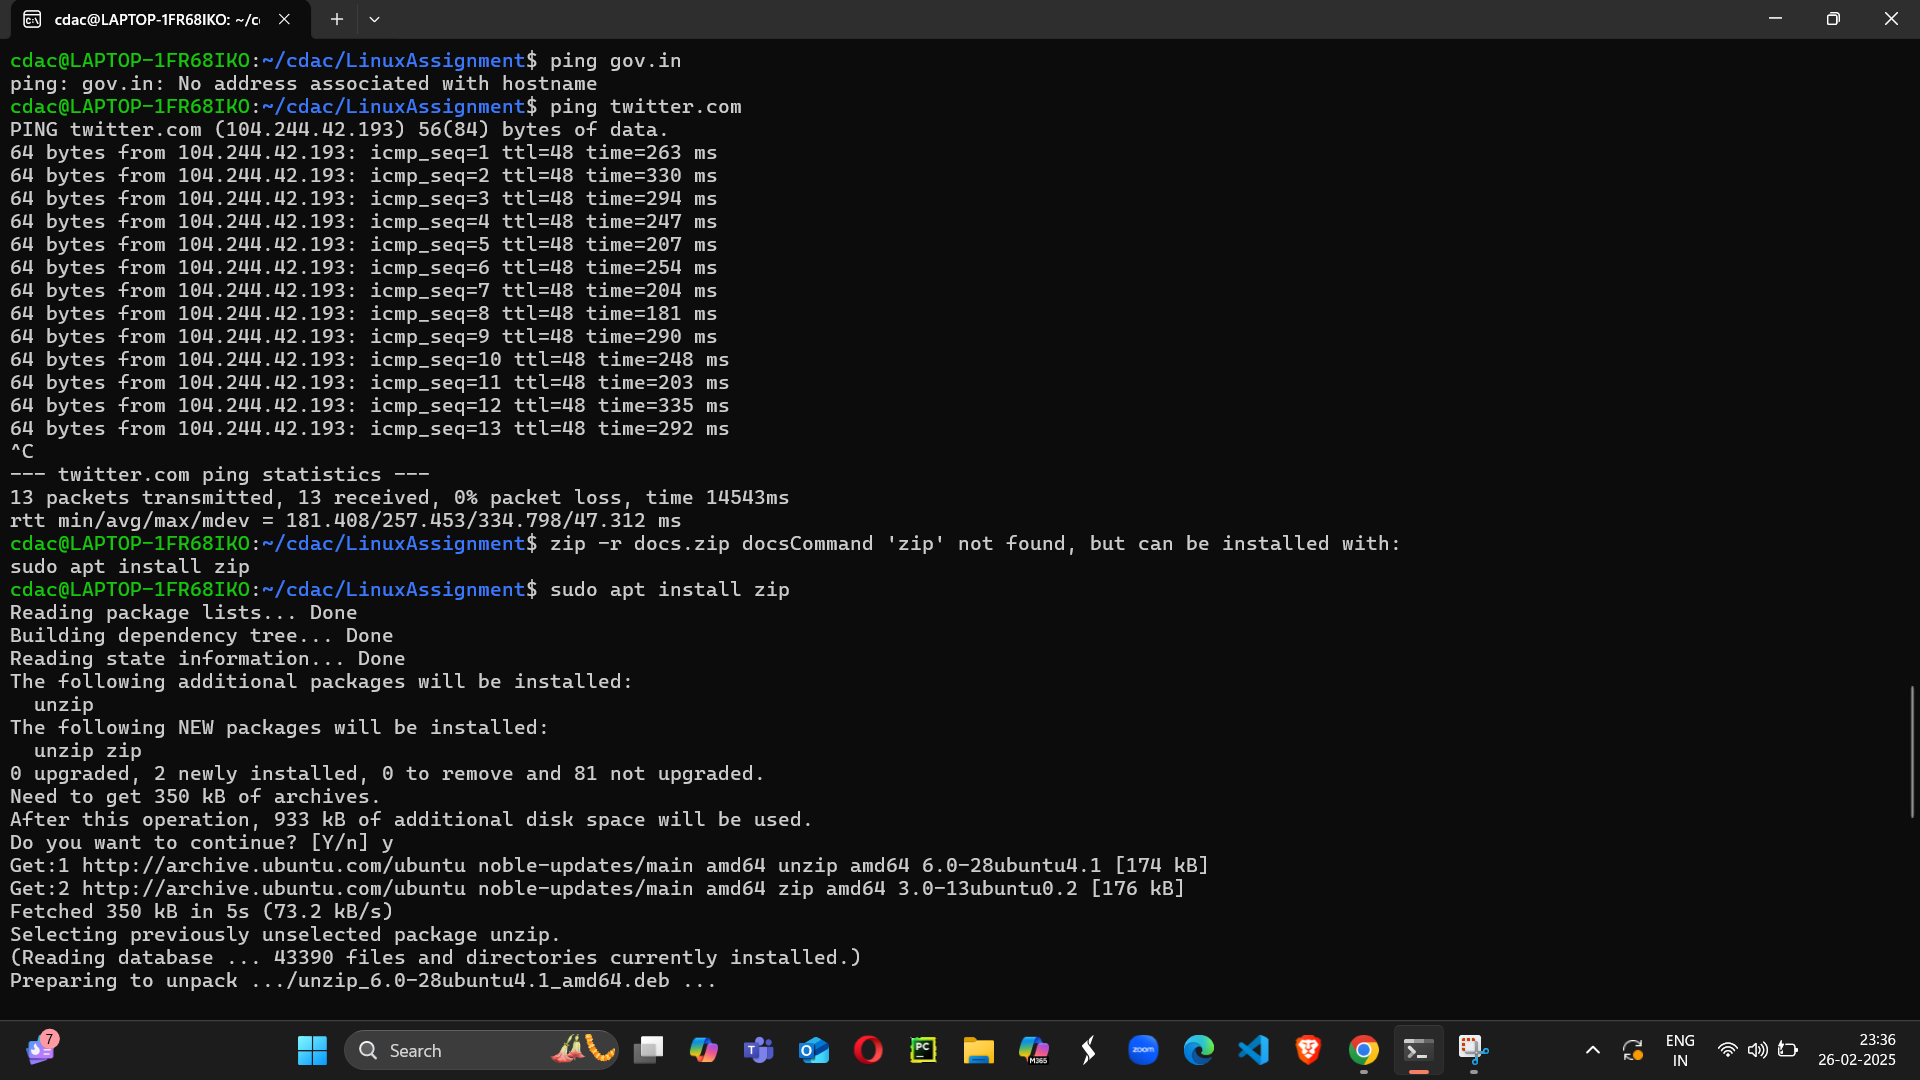 cdac@LAPTOP-1FR68IKO: ~/c
cdac@LAPTOP-1FR68IKO:~/cdac/LinuxAssignment$ ping gov.in
ping: gov.in: No address associated with hostname
cdac@LAPTOP-1FR68IKO:~/cdac/LinuxAssignment$ ping twitter.com
PING twitter.com (104.244.42.193) 56(84) bytes of data.
64 bytes from 104.244.42.193: icmp_seq=1 ttl=48 time=263 ms
64 bytes from 104.244.42.193: icmp_seq=2 ttl=48 time=330 ms
64 bytes from 104.244.42.193: icmp_seq=3 ttl=48 time=294 ms
64 bytes from 104.244.42.193: icmp_seq=4 ttl=48 time=247 ms
64 bytes from 104.244.42.193: icmp_seq=5 ttl=48 time=207 ms
64 bytes from 104.244.42.193: icmp_seq=6 ttl=48 time=254 ms
64 bytes from 104.244.42.193: icmp_seq=7 ttl=48 time=204 ms
64 bytes from 104.244.42.193: icmp_seq=8 ttl=48 time=181 ms
64 bytes from 104.244.42.193: icmp_seq=9 ttl=48 time=290 ms
64 bytes from 104.244.42.193: icmp_seq=10 ttl=48 time=248 ms
64 bytes from 104.244.42.193: icmp_seq=11 ttl=48 time=203 ms
64 bytes from 104.244.42.193: icmp_seq=12 ttl=48 time=335 ms
64 bytes from 104.244.42.193: icmp_seq=13 ttl=48 time=292 ms
^C
--- twitter.com ping statistics ---
13 packets transmitted, 13 received, 0% packet loss, time 14543ms
rtt min/avg/max/mdev = 181.408/257.453/334.798/47.312 ms
cdac@LAPTOP-1FR68IKO:~/cdac/LinuxAssignment$ zip -r docs.zip docsCommand 'zip' not found, but can be installed with:
sudo apt install zip
cdac@LAPTOP-1FR68IKO:~/cdac/LinuxAssignment$ sudo apt install zip
Reading package lists... Done
Building dependency tree... Done
Reading state information... Done
The following additional packages will be installed:
  unzip
The following NEW packages will be installed:
  unzip zip
0 upgraded, 2 newly installed, 0 to remove and 81 not upgraded.
Need to get 350 kB of archives.
After this operation, 933 kB of additional disk space will be used.
Do you want to continue? [Y/n] y
Get:1 http://archive.ubuntu.com/ubuntu noble-updates/main amd64 unzip amd64 6.0-28ubuntu4.1 [174 kB]
Get:2 http://archive.ubuntu.com/ubuntu noble-updates/main amd64 zip amd64 3.0-13ubuntu0.2 [176 kB]
Fetched 350 kB in 5s (73.2 kB/s)
Selecting previously unselected package unzip.
(Reading database ... 43390 files and directories currently installed.)
Preparing to unpack .../unzip_6.0-28ubuntu4.1_amd64.deb ...
7
Search
PC
M365
zoom
ENG
IN
23:36
26-02-2025